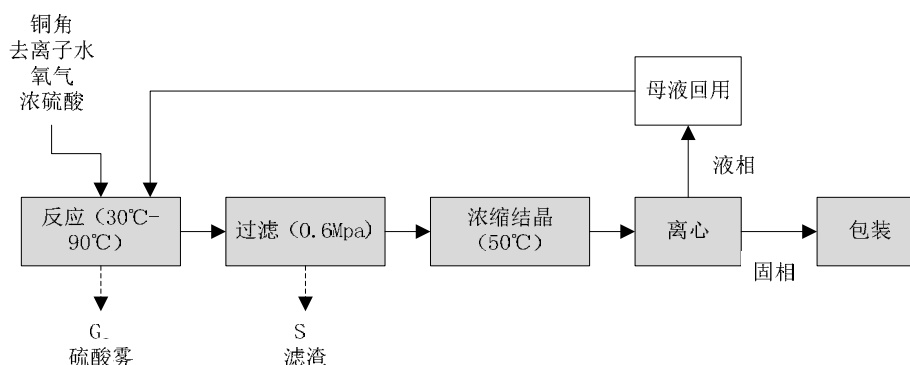 铜角
去离子水
氧气
浓硫酸
母液回用
液相
反应（30℃-
90℃）
过滤（0.6Mpa）
浓缩结晶
（50℃）
离心
包装
固相
G
硫酸雾
S
滤渣